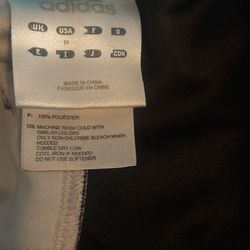 adidas
UK USA F D
M
E I J CDN
MADE IN CHINA
FABRIQUÉ EN CHINE
F: 100% POLYESTER
US: MACHINE WASH COLD WITH
SIMILAR COLORS
ONLY NON-CHLORINE BLEACH WHEN
NEEDED
TUMBLE DRY LOW
COOL IRON IF NEEDED
DO NOT USE SOFTENER.